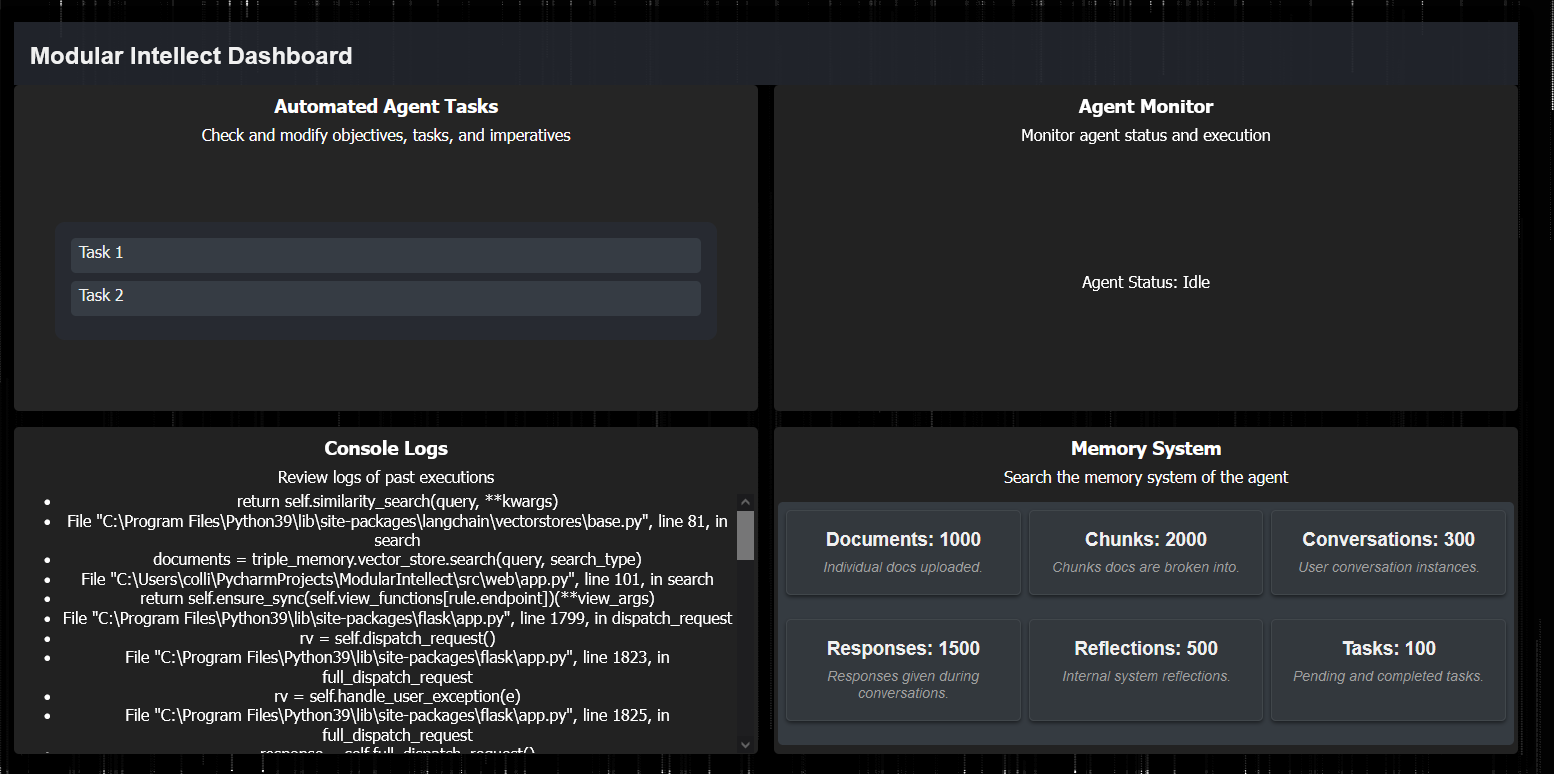 Modular Intellect Dashboard
Automated Agent Tasks
Check and modify objectives, tasks, and imperatives
Task 1
Task 2
Agent Monitor
Monitor agent status and execution
Agent Status: Idle
Console Logs
Review logs of past executions
return self.similarity_search(query, **kwargs)
File "C:\Program Files\Python39\lib\site-packages\langchain\vectorstores\base.py", line 81, in
search
documents = triple_memory.vector_store.search(query, search_type)
File "C:\Users\colli\PycharmProjects\ModularIntellect\src\web\app.py", line 101, in search
return self.ensure_sync(self.view_functions[rule.endpoint])(**view_args)
File "C:\Program Files\Python39\lib\site-packages\flask\app.py", line 1799, in dispatch_request
rv = self.dispatch_request()
File "C:\Program Files\Python39\lib\site-packages\flask\app.py", line 1823, in
full_dispatch_request
rv = self.handle_user_exception(e)
File "C:\Program Files\Python39\lib\site-packages\flask\app.py", line 1825, in
full_dispatch_request
response = self.full_dispatch_request()
Memory System
Search the memory system of the agent
Documents: 1000
Individual docs uploaded.
Chunks: 2000
Chunks docs are broken into.
Conversations: 300
User conversation instances.
Responses: 1500
Responses given during
conversations.
Reflections: 500
Internal system reflections.
Tasks: 100
Pending and completed tasks.